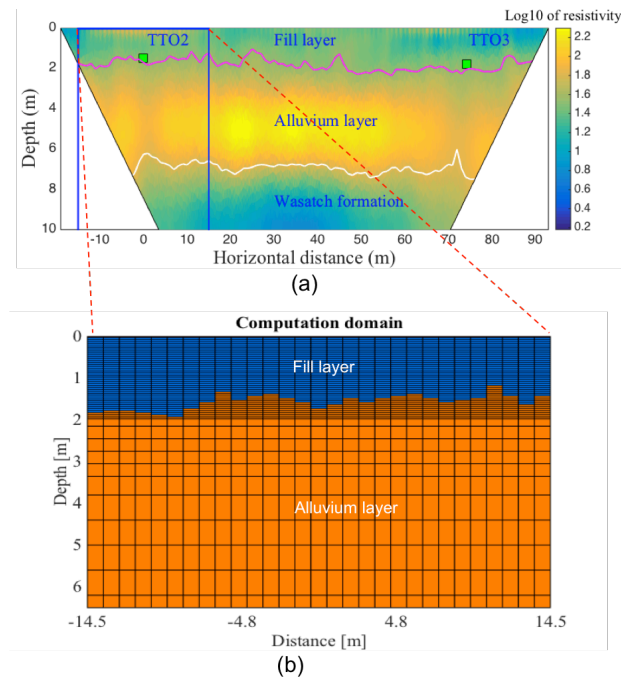 Log10 of resistivity
0
2
4
6
8
10
Depth (m)
TTO2
Fill layer
TTO3
Alluvium layer
Wasatch formation
2.2
2.0
1.8
1.6
1.4
1.2
1.0
0.8
0.6
0.4
0.2
-10 0 10 20 30 40 50 60 70 80 90
Horizontal distance (m) m
(a)
Computation domain
0
1
2
3
4
5
6
Depth [m]
Fill layer
Alluvium layer
-14.5 -4.8 4.8 14.5
Distance [m]
(b)